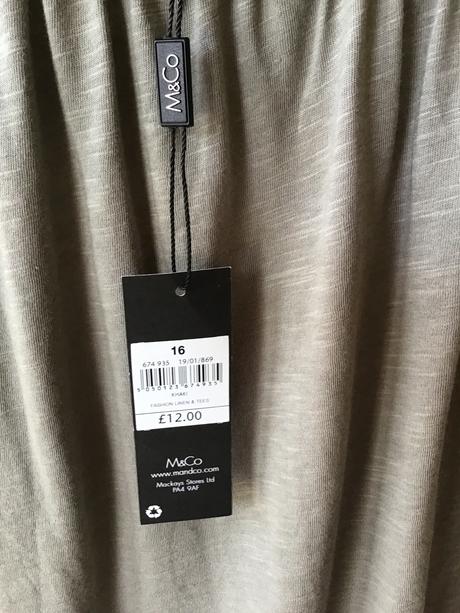 M&Co
16
674 935 19/01/869
5 050123 674935
KHAKI
FASHION LINEN & TEES
£12.00
M&Co
www.mandco.com
Mackays Stores Ltd
PA4 9AF